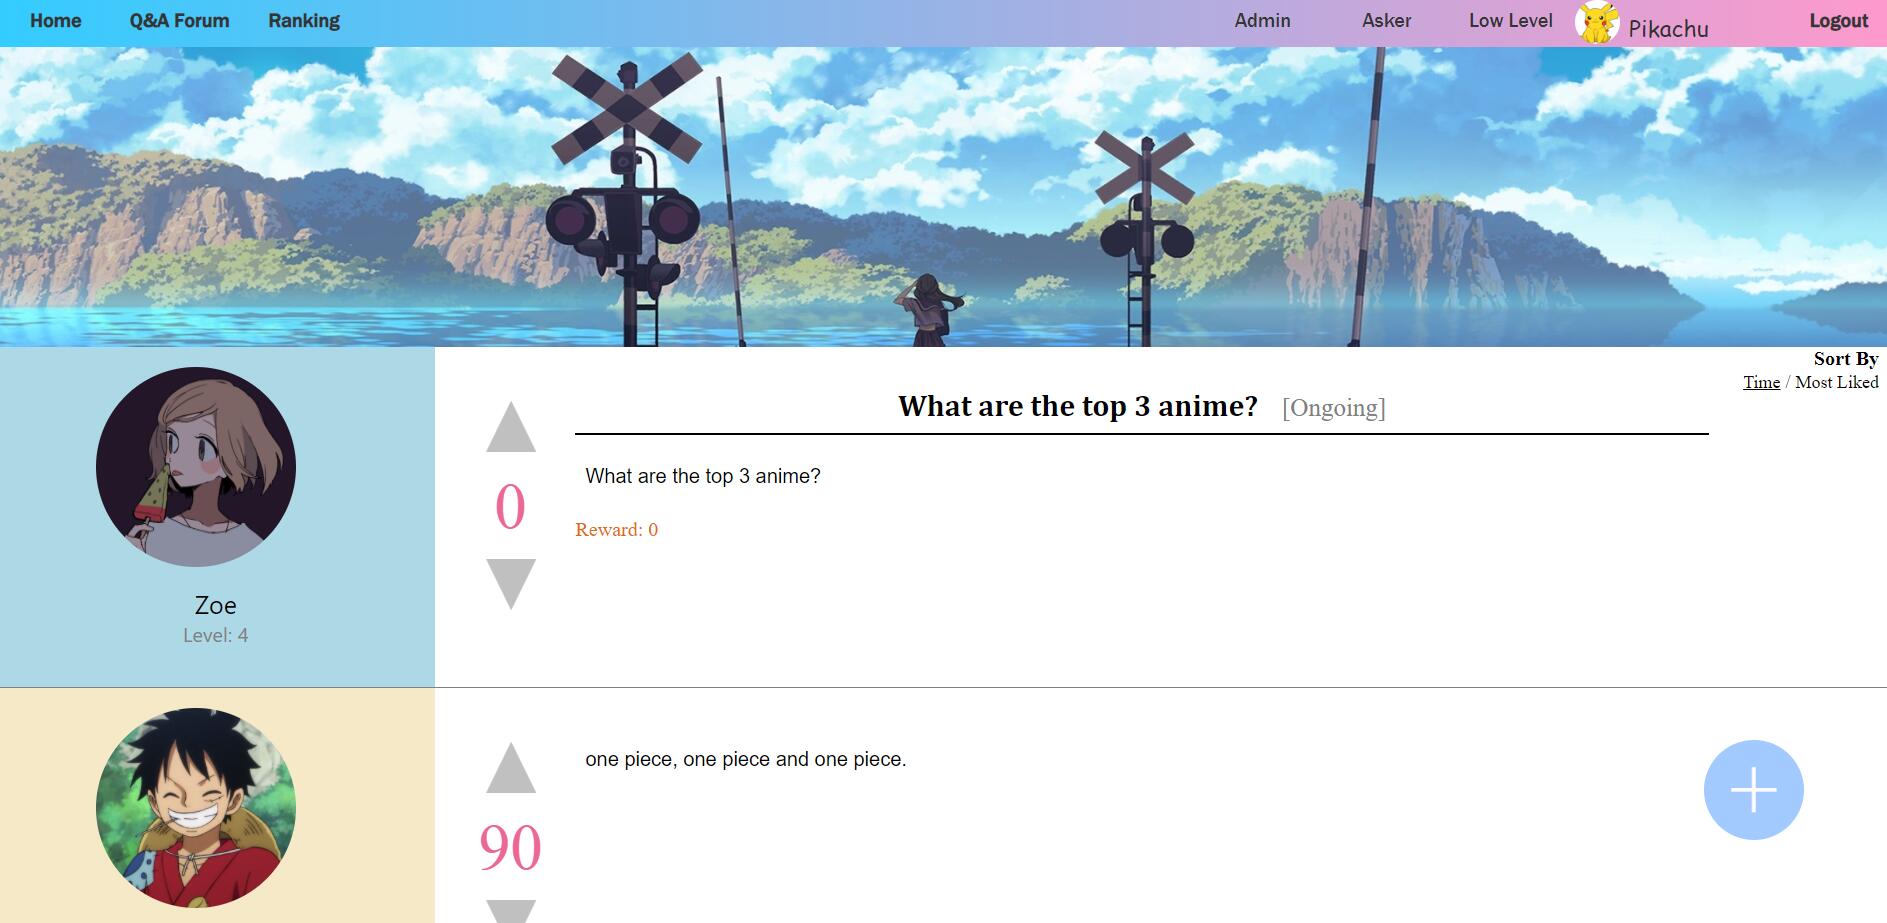 Home Q&A Forum Ranking Admin Asker Low Level Pikachu Logout
Sort By
Time / Most Liked
What are the top 3 anime? [Ongoing]
What are the top 3 anime?
0
Reward: 0
Zoe
Level: 4
one piece, one piece and one piece.
90